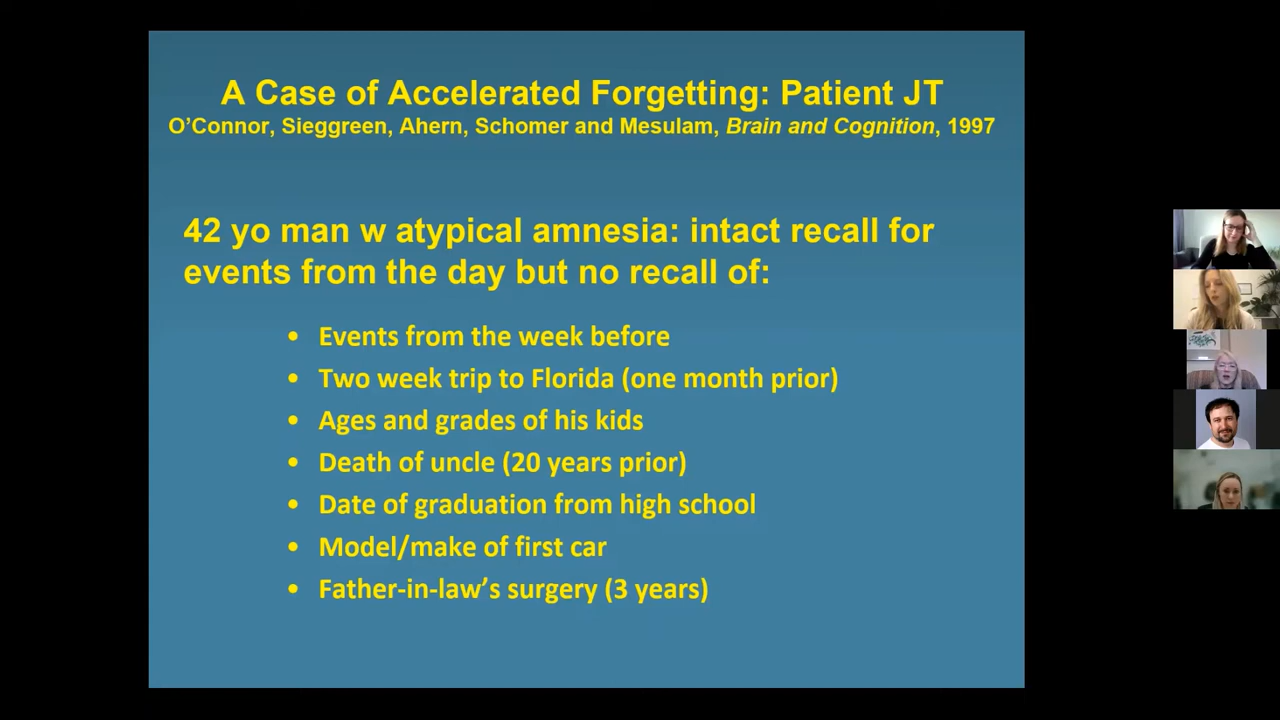 A Case of Accelerated Forgetting: Patient JT
O’Connor, Sieggreen, Ahern, Schomer and Mesulam, Brain and Cognition, 1997
42 yo man w atypical amnesia: intact recall for
events from the day but no recall of:
• Events from the week before
• Two week trip to Florida (one month prior)
• Ages and grades of his kids
• Death of uncle (20 years prior)
• Date of graduation from high school
• Model/make of first car
• Father-in-law’s surgery (3 years)